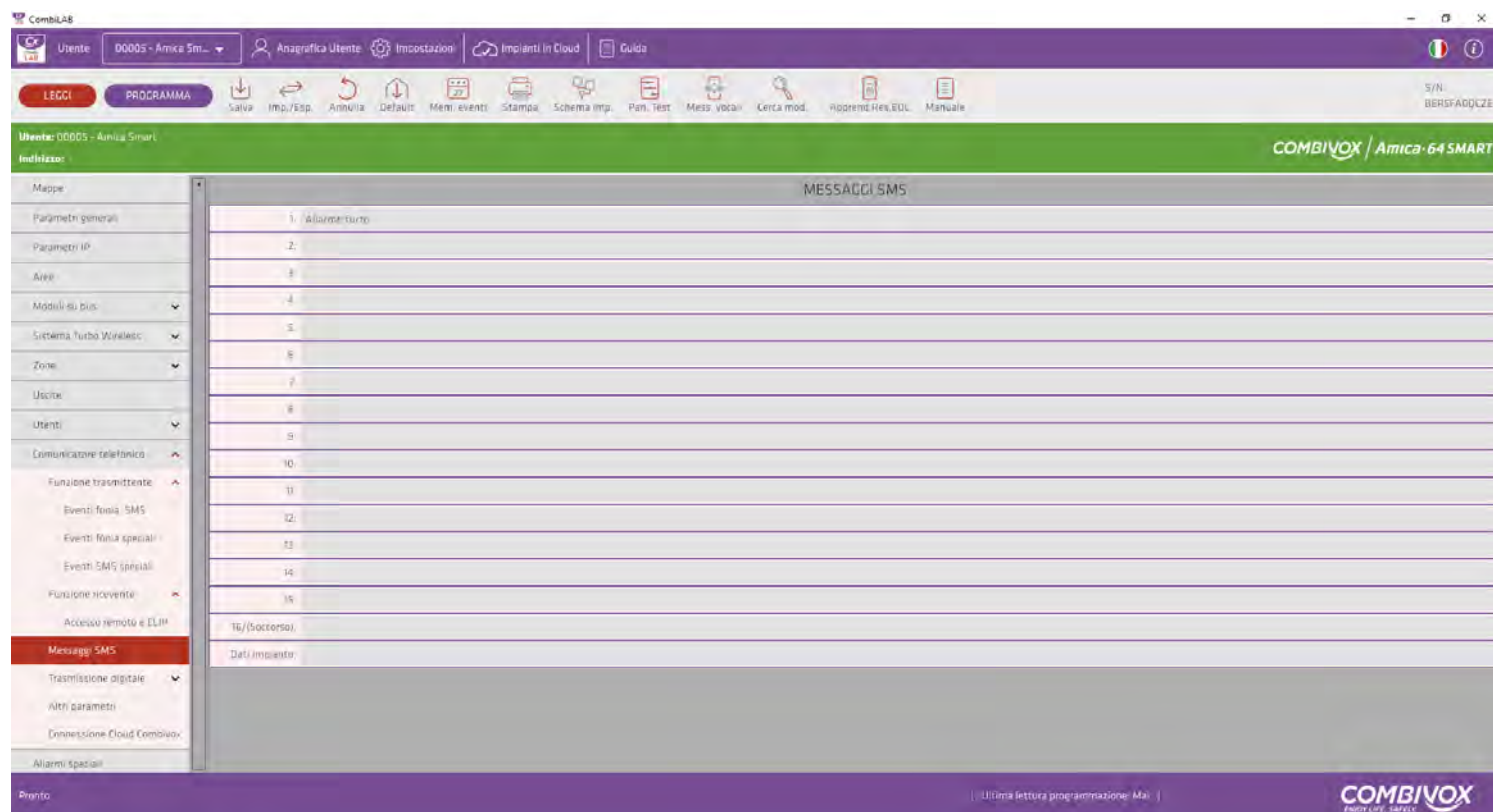 CombiLAB
Utente 00005 - Amica Sm... Anagrafica Utente Impostazioni Impianti in Cloud Guida
LEGGI PROGRAMMA Salva Imp./Esp. Annulla Default Mem. eventi Stampa Schema imp. Pan. Test Mess. vocali Cerca mod. Apprend.Res.EOL Manuale
S/N:
Utente: 00005 - Amica Smart
Indirizzo:
COMBIVOX / Amica·64 SMART
MESSAGGI SMS
Mappe
Parametri generali
Parametri IP
Aree
Moduli su bus
Sistema Turbo Wireless
Zone
Uscite
Utenti
Comunicatore telefonico
Funzione trasmittente
Eventi fonia, SMS
Eventi fonia speciali
Eventi SMS speciali
Funzione ricevente
Accesso remoto e CLIP
Messaggi SMS
Trasmissione digitale
Altri parametri
Connessione Cloud Combivox
Allarmi speciali
1. Allarme furto
2.
3.
4.
5.
6.
7.
8.
9.
10.
11.
12.
13.
14.
15.
16/(Soccorso).
Dati impianto:
Pronto
Ultima lettura programmazione: Mai
COMBIVOX
ENJOY LIFE, SAFELY.